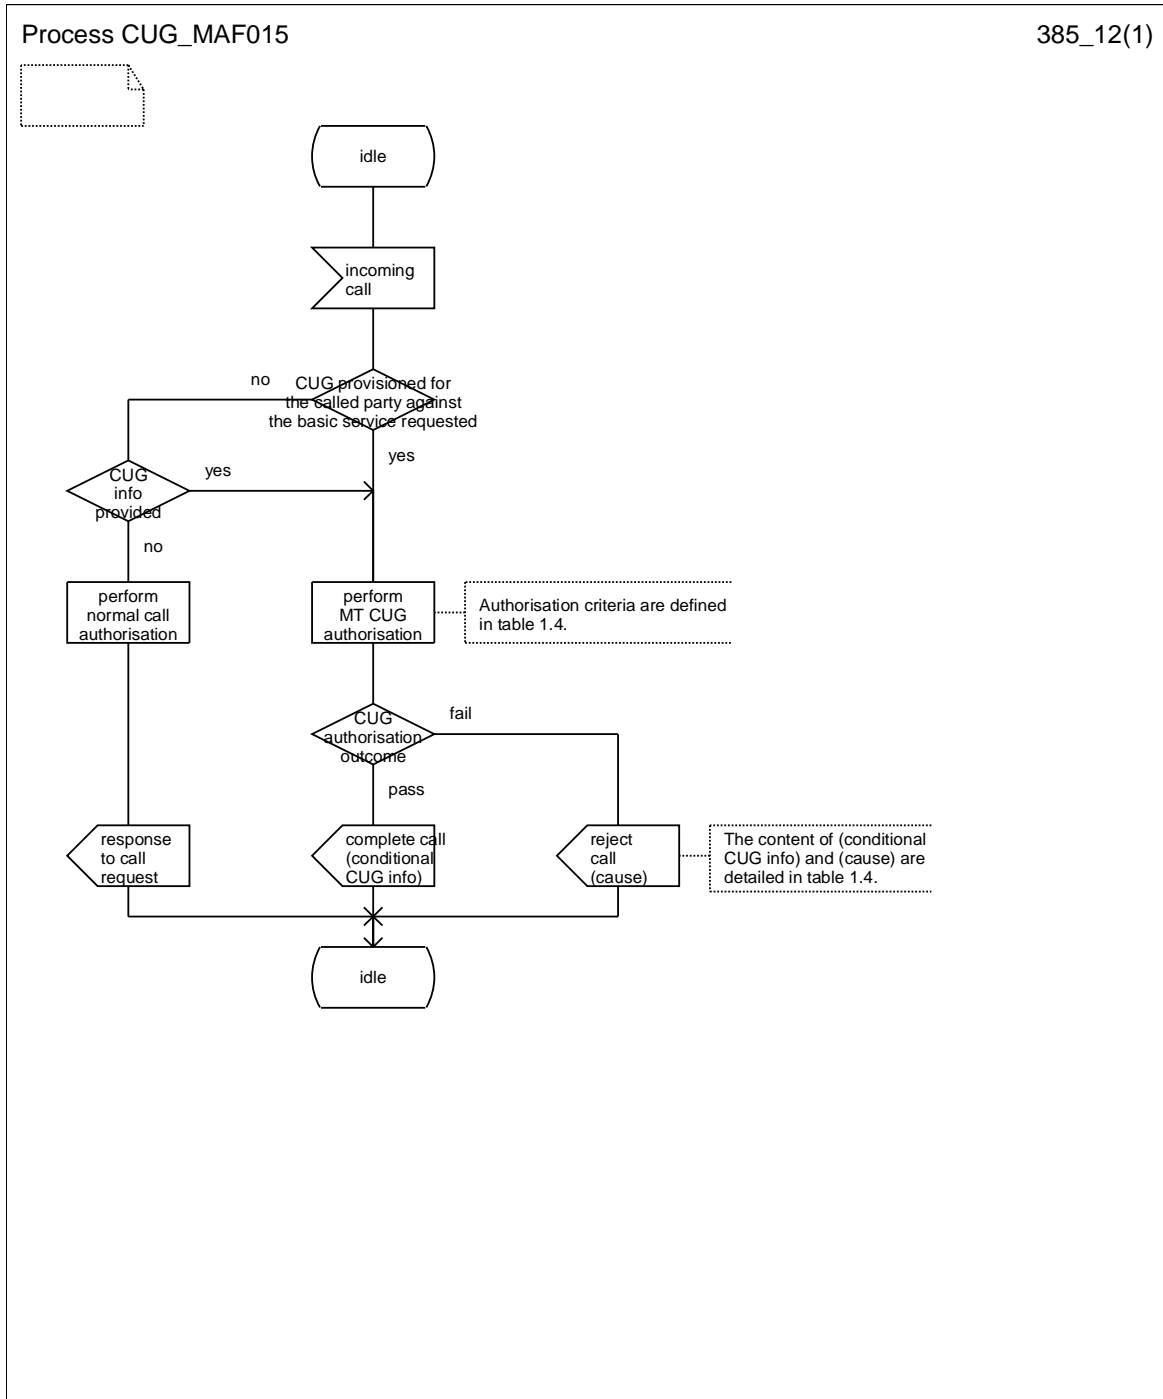 Process CUG_MAF015
385_12(1)
idle
incoming
call
no
CUG provisioned for
the called party against
the basic service requested
yes
CUG
info
provided
yes
no
perform
normal call
authorisation
perform
MT CUG
authorisation
Authorisation criteria are defined
in table 1.4.
CUG
authorisation
outcome
fail
pass
response
to call
request
complete call
(conditional
CUG info)
reject
call
(cause)
The content of (conditional
CUG info) and (cause) are
detailed in table 1.4.
idle